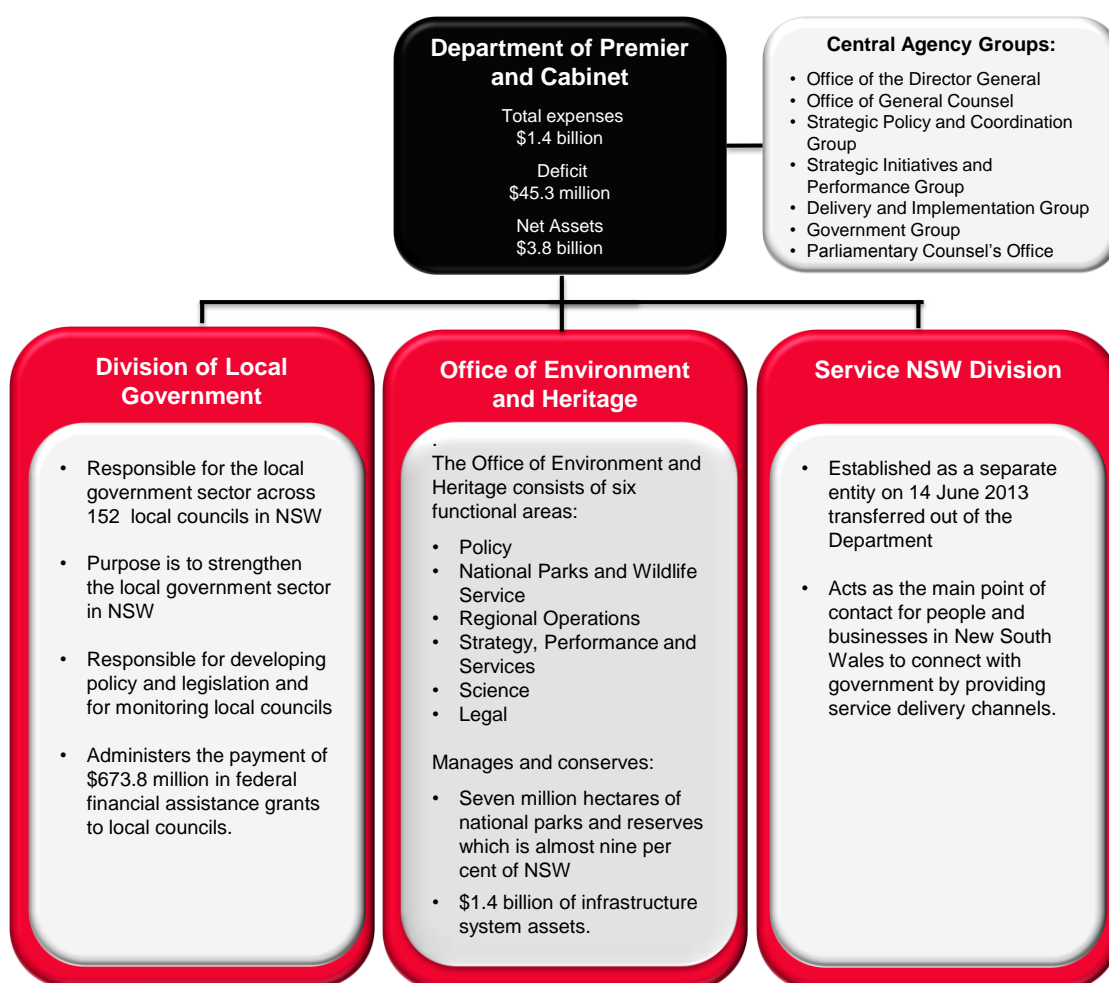 Department of Premier
and Cabinet
Total expenses
$1.4 billion
Deficit
$45.3 million
Net Assets
$3.8 billion
Central Agency Groups:
• Office of the Director General
• Office of General Counsel
• Strategic Policy and Coordination
Group
• Strategic Initiatives and
Performance Group
• Delivery and Implementation Group
• Government Group
• Parliamentary Counsel's Office
Division of Local
Government
• Responsible for the local
government sector across
152 local councils in NSW
• Purpose is to strengthen
the local government sector
in NSW
• Responsible for developing
policy and legislation and
for monitoring local councils
• Administers the payment of
$673.8 million in federal
financial assistance grants
to local councils.
Office of Environment
and Heritage
.
The Office of Environment and
Heritage consists of six
functional areas:
• Policy
• National Parks and Wildlife
Service
• Regional Operations
• Strategy, Performance and
Services
• Science
• Legal
Manages and conserves:
• Seven million hectares of
national parks and reserves
which is almost nine per
cent of NSW
• $1.4 billion of infrastructure
system assets.
Service NSW Division
• Established as a separate
entity on 14 June 2013
transferred out of the
Department
• Acts as the main point of
contact for people and
businesses in New South
Wales to connect with
government by providing
service delivery channels.